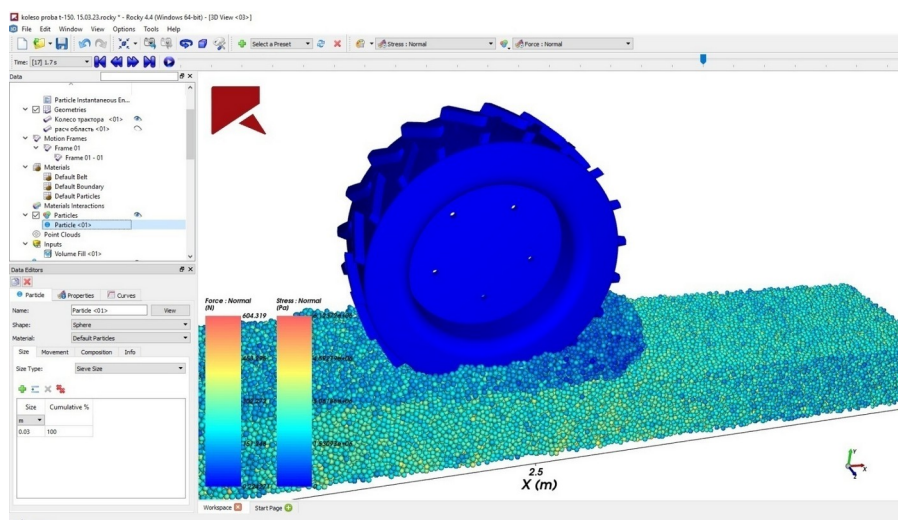 koleso proba t-150. 15.03.23.rocky * - Rocky 4.4 (Windows 64-bit) - [3D View <03>]
File Edit Window View Options Tools Help
Select a Preset Stress : Normal Force : Normal
Time: [17] 1.7 s
Data
Particle Instantaneous En...
Geometries
Колесо трактора <01>
расч область <01>
Motion Frames
Frame 01
Frame 01 - 01
Materials
Default Belt
Default Boundary
Default Particles
Materials Interactions
Particles
Particle <01>
Point Clouds
Inputs
Volume Fill <01>
Data Editors
Particle Properties Curves
Name: Particle <01> View
Shape: Sphere
Material: Default Particles
Size Movement Composition Info
Size Type: Sieve Size
Size Cumulative %
m
0.03 100
Force : Normal
(N)
604.319
Stress : Normal
(Pa)
2.5
X (m)
Y
X
Z
Workspace Start Page